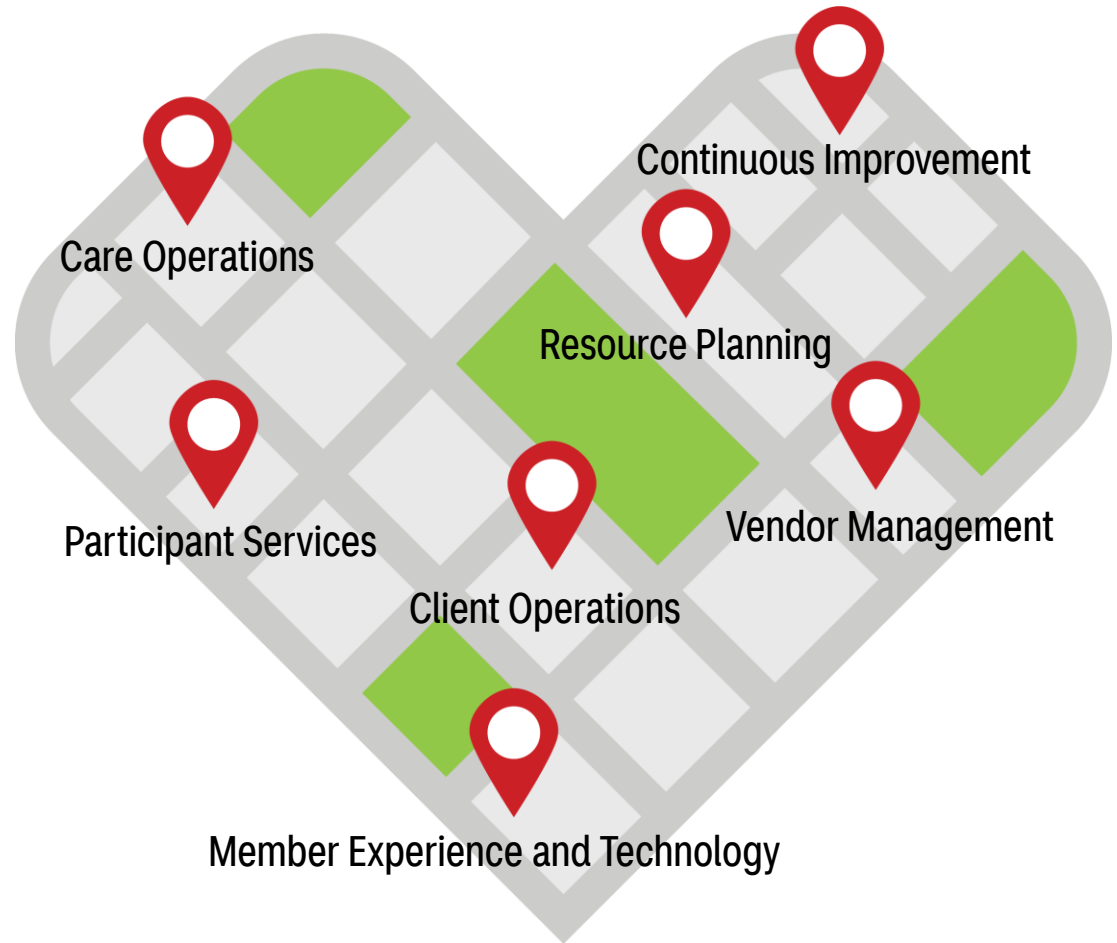 Continuous Improvement
Care Operations
Resource Planning
Vendor Management
Participant Services
Client Operations
Member Experience and Technology